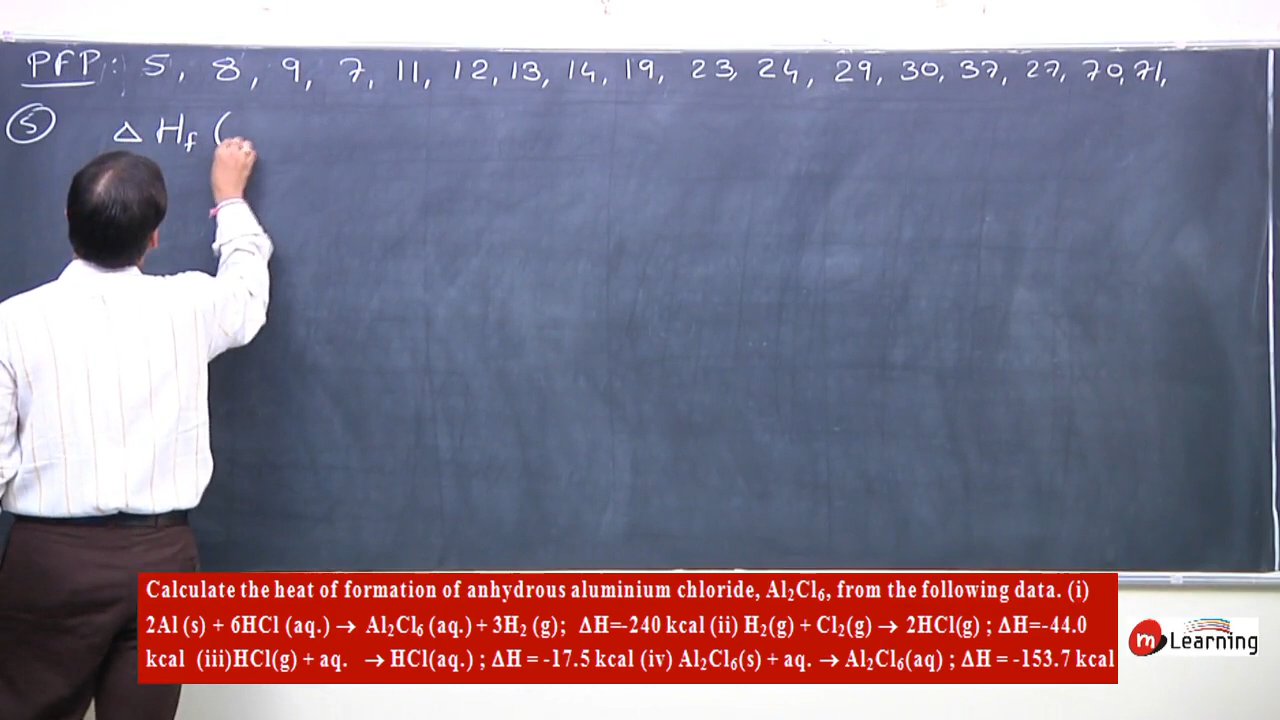 PFP: 5, 8, 9, 7, 11, 12, 13, 14, 19, 23, 24, 29, 30, 37, 27, 70, 71,
5 Δ Hf (
Calculate the heat of formation of anhydrous aluminium chloride, Al₂Cl₆, from the following data. (i)
2Al (s) + 6HCl (aq.) → Al₂Cl₆ (aq.) + 3H₂ (g); ΔH=-240 kcal (ii) H₂(g) + Cl₂(g) → 2HCl(g) ; ΔH=-44.0
kcal (iii)HCl(g) + aq. → HCl(aq.) ; ΔH = -17.5 kcal (iv) Al₂Cl₆(s) + aq. → Al₂Cl₆(aq) ; ΔH = -153.7 kcal
m Learning